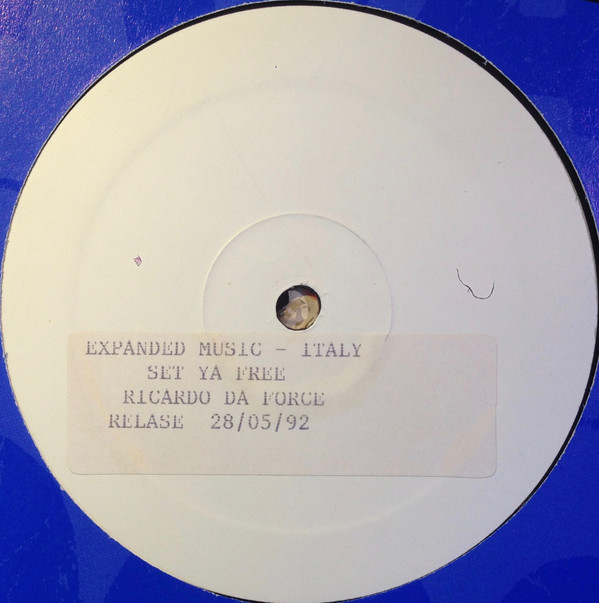 EXPANDED MUSIC - ITALY
SET YA FREE
RICARDO DA FORCE
RELASE 28/05/92